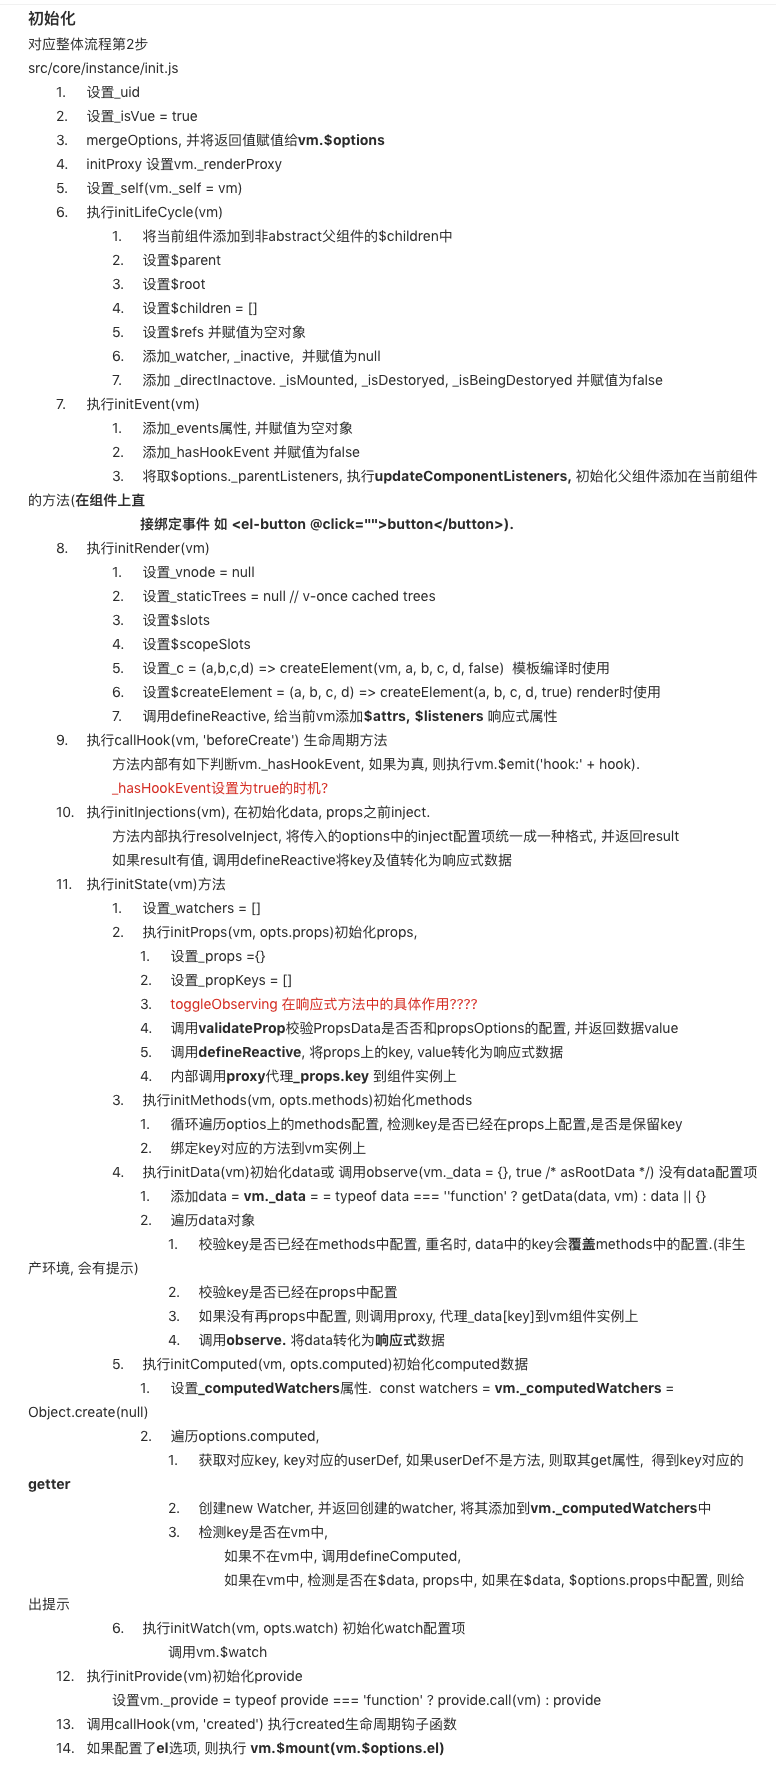 初始化
对应整体流程第2步
src/core/instance/init.js
1. 设置_uid
2. 设置_isVue = true
3. mergeOptions, 并将返回值赋值给vm.$options
4. initProxy 设置vm._renderProxy
5. 设置_self(vm._self = vm)
6. 执行initLifeCycle(vm)
1. 将当前组件添加到非abstract父组件的$children中
2. 设置$parent
3. 设置$root
4. 设置$children = []
5. 设置$refs 并赋值为空对象
6. 添加_watcher, _inactive, 并赋值为null
7. 添加 _directInactove. _isMounted, _isDestoryed, _isBeingDestoryed 并赋值为false
7. 执行initEvent(vm)
1. 添加_events属性, 并赋值为空对象
2. 添加_hasHookEvent 并赋值为false
3. 将取$options._parentListeners, 执行updateComponentListeners, 初始化父组件添加在当前组件
的方法(在组件上直
接绑定事件 如 <el-button @click="">button</button>).
8. 执行initRender(vm)
1. 设置_vnode = null
2. 设置_staticTrees = null // v-once cached trees
3. 设置$slots
4. 设置$scopeSlots
5. 设置_c = (a,b,c,d) => createElement(vm, a, b, c, d, false) 模板编译时使用
6. 设置$createElement = (a, b, c, d) => createElement(a, b, c, d, true) render时使用
7. 调用defineReactive, 给当前vm添加$attrs, $listeners 响应式属性
9. 执行callHook(vm, 'beforeCreate') 生命周期方法
方法内部有如下判断vm._hasHookEvent, 如果为真, 则执行vm.$emit('hook:' + hook).
_hasHookEvent设置为true的时机?
10. 执行initInjections(vm), 在初始化data, props之前inject.
方法内部执行resolveInject, 将传入的options中的inject配置项统一成一种格式, 并返回result
如果result有值, 调用defineReactive将key及值转化为响应式数据
11. 执行initState(vm)方法
1. 设置_watchers = []
2. 执行initProps(vm, opts.props)初始化props,
1. 设置_props ={}
2. 设置_propKeys = []
3. toggleObserving 在响应式方法中的具体作用????
4. 调用validateProp校验PropsData是否否和propsOptions的配置, 并返回数据value
5. 调用defineReactive, 将props上的key, value转化为响应式数据
4. 内部调用proxy代理_props.key 到组件实例上
3. 执行initMethods(vm, opts.methods)初始化methods
1. 循环遍历optios上的methods配置, 检测key是否已经在props上配置,是否是保留key
2. 绑定key对应的方法到vm实例上
4. 执行initData(vm)初始化data或 调用observe(vm._data = {}, true /* asRootData */) 没有data配置项
1. 添加data = vm._data = = typeof data === ''function' ? getData(data, vm) : data || {}
2. 遍历data对象
1. 校验key是否已经在methods中配置, 重名时, data中的key会覆盖methods中的配置.(非生
产环境, 会有提示)
2. 校验key是否已经在props中配置
3. 如果没有再props中配置, 则调用proxy, 代理_data[key]到vm组件实例上
4. 调用observe. 将data转化为响应式数据
5. 执行initComputed(vm, opts.computed)初始化computed数据
1. 设置_computedWatchers属性. const watchers = vm._computedWatchers =
Object.create(null)
2. 遍历options.computed,
1. 获取对应key, key对应的userDef, 如果userDef不是方法, 则取其get属性, 得到key对应的
getter
2. 创建new Watcher, 并返回创建的watcher, 将其添加到vm._computedWatchers中
3. 检测key是否在vm中,
如果不在vm中, 调用defineComputed,
如果在vm中, 检测是否在$data, props中, 如果在$data, $options.props中配置, 则给
出提示
6. 执行initWatch(vm, opts.watch) 初始化watch配置项
调用vm.$watch
12. 执行initProvide(vm)初始化provide
设置vm._provide = typeof provide === 'function' ? provide.call(vm) : provide
13. 调用callHook(vm, 'created') 执行created生命周期钩子函数
14. 如果配置了el选项, 则执行 vm.$mount(vm.$options.el)